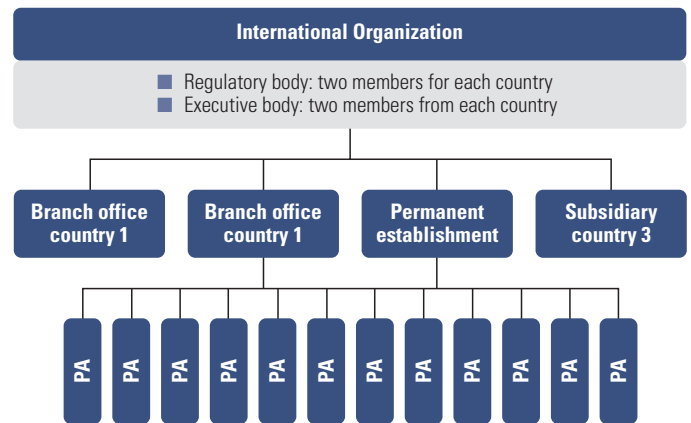 International Organization
Regulatory body: two members for each country
Executive body: two members from each country
Branch office
country 1
Branch office
country 1
Permanent
establishment
Subsidiary
country 3
PA
PA
PA
PA
PA
PA
PA
PA
PA
PA
PA
PA